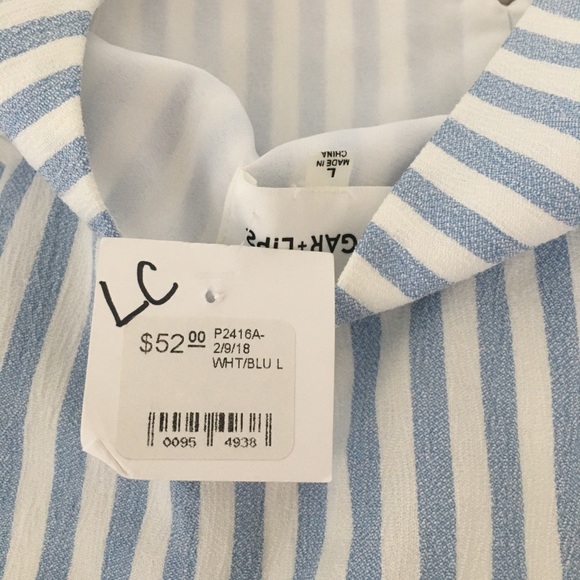 L
MADE IN
CHINA
LC
$52 00
P2416A-
2/9/18
WHT/BLU L
0095 4938